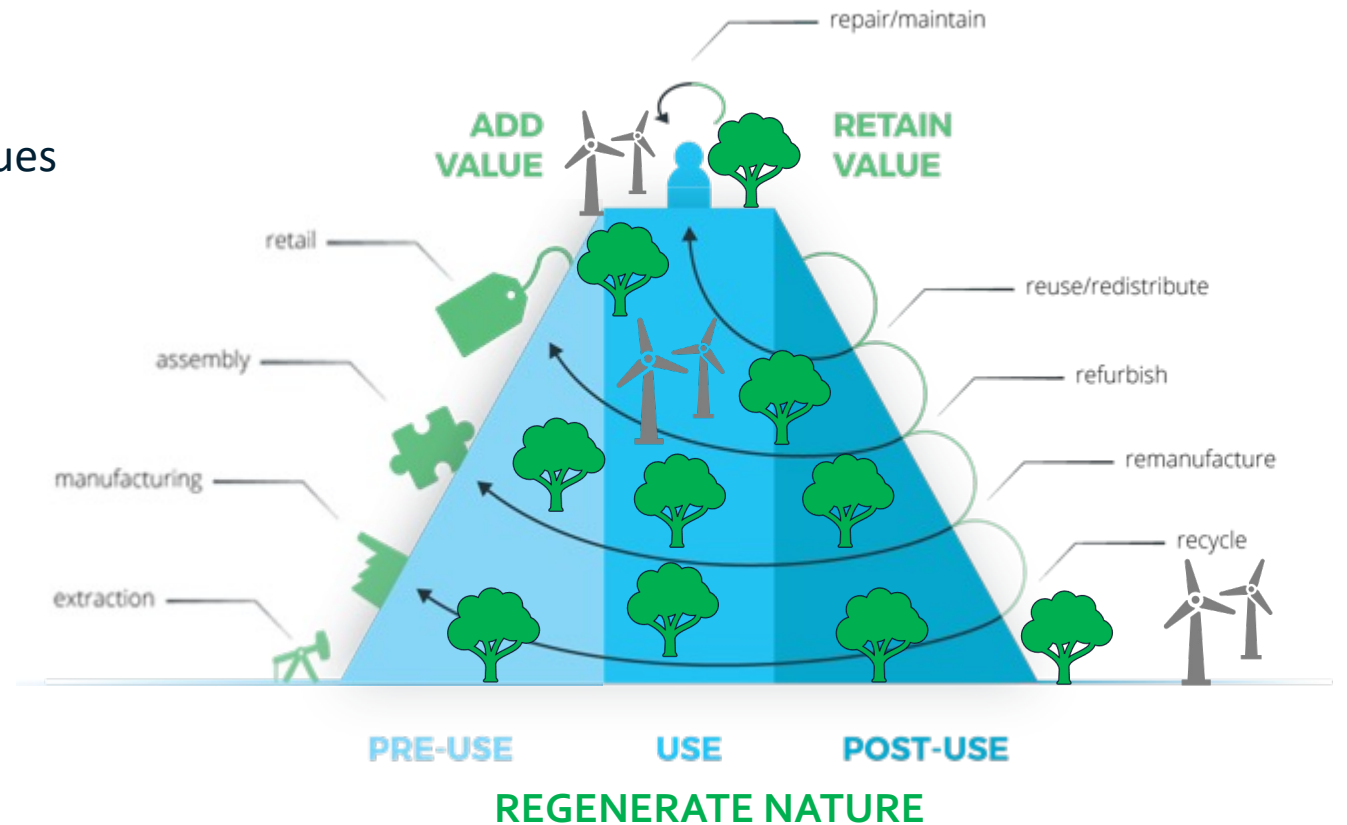 repair/maintain
ADD
VALUE
RETAIN
VALUE
ues
retail
reuse/redistribute
assembly
refurbish
remanufacture
manufacturing
recycle
extraction
PRE-USE
USE
POST-USE
REGENERATE NATURE